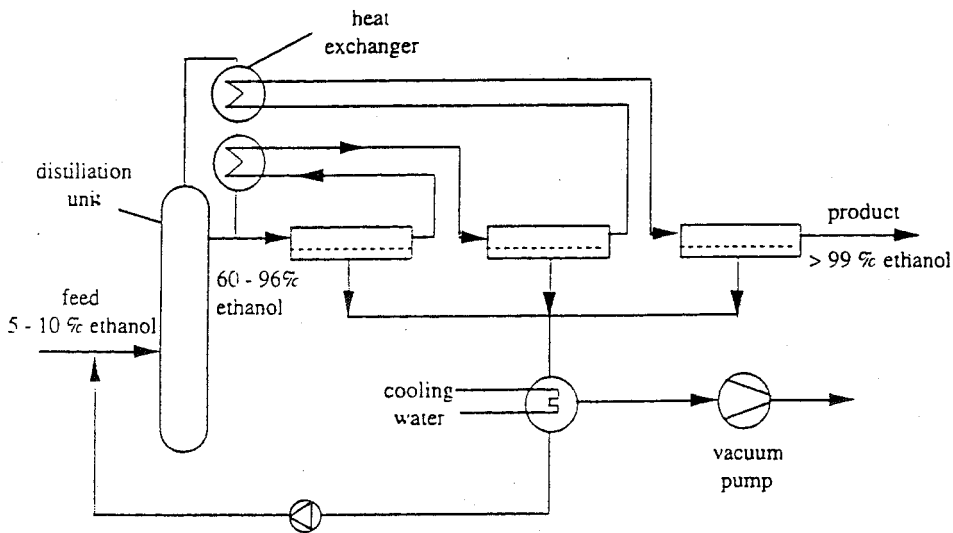 heat
exchanger
distillation
unit
product
> 99 % ethanol
60 - 96%
ethanol
feed
5 - 10 % ethanol
cooling
water
vacuum
pump